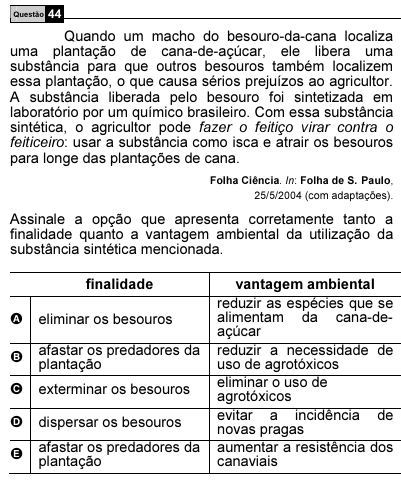 Questão 44
Quando um macho do besouro-da-cana localiza
uma plantação de cana-de-açúcar, ele libera uma
substância para que outros besouros também localizem
essa plantação, o que causa sérios prejuízos ao agricultor.
A substância liberada pelo besouro foi sintetizada em
laboratório por um químico brasileiro. Com essa substância
sintética, o agricultor pode fazer o feitiço virar contra o
feiticeiro: usar a substância como isca e atrair os besouros
para longe das plantações de cana.
Folha Ciência. In: Folha de S. Paulo,
25/5/2004 (com adaptações).
Assinale a opção que apresenta corretamente tanto a
finalidade quanto a vantagem ambiental da utilização da
substância sintética mencionada.
finalidade vantagem ambiental
A eliminar os besouros
reduzir as espécies que se
alimentam da cana-de-
açúcar
B afastar os predadores da
plantação
reduzir a necessidade de
uso de agrotóxicos
C exterminar os besouros
eliminar o uso de
agrotóxicos
D dispersar os besouros
evitar a incidência de
novas pragas
E afastar os predadores da
plantação
aumentar a resistência dos
canaviais